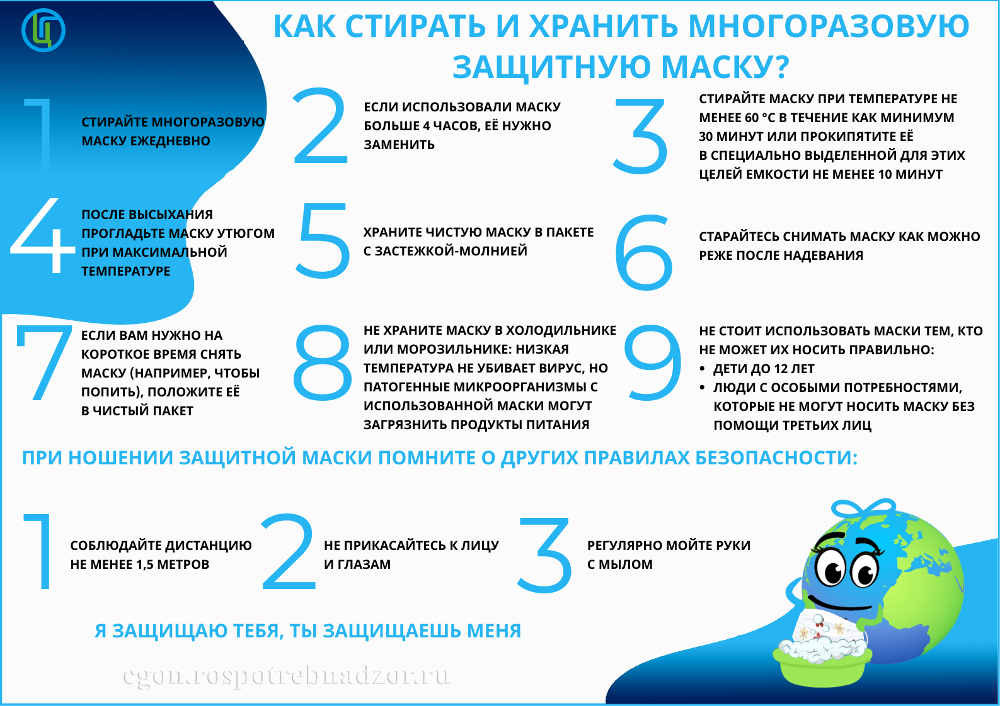 КАК СТИРАТЬ И ХРАНИТЬ МНОГОРАЗОВУЮ
ЗАЩИТНУЮ МАСКУ?
1
СТИРАЙТЕ МНОГОРАЗОВУЮ
МАСКУ ЕЖЕДНЕВНО
2
ЕСЛИ ИСПОЛЬЗОВАЛИ МАСКУ
БОЛЬШЕ 4 ЧАСОВ, ЕЁ НУЖНО
ЗАМЕНИТЬ
3
СТИРАЙТЕ МАСКУ ПРИ ТЕМПЕРАТУРЕ НЕ
МЕНЕЕ 60 °С В ТЕЧЕНИЕ КАК МИНИМУМ
30 МИНУТ ИЛИ ПРОКИПЯТИТЕ ЕЁ
В СПЕЦИАЛЬНО ВЫДЕЛЕННОЙ ДЛЯ ЭТИХ
ЦЕЛЕЙ ЕМКОСТИ НЕ МЕНЕЕ 10 МИНУТ
4
ПОСЛЕ ВЫСЫХАНИЯ
ПРОГЛАДЬТЕ МАСКУ УТЮГОМ
ПРИ МАКСИМАЛЬНОЙ
ТЕМПЕРАТУРЕ
5
ХРАНИТЕ ЧИСТУЮ МАСКУ В ПАКЕТЕ
С ЗАСТЕЖКОЙ-МОЛНИЕЙ
6
СТАРАЙТЕСЬ СНИМАТЬ МАСКУ КАК МОЖНО
РЕЖЕ ПОСЛЕ НАДЕВАНИЯ
7
ЕСЛИ ВАМ НУЖНО НА
КОРОТКОЕ ВРЕМЯ СНЯТЬ
МАСКУ (НАПРИМЕР, ЧТОБЫ
ПОПИТЬ), ПОЛОЖИТЕ ЕЁ
В ЧИСТЫЙ ПАКЕТ
8
НЕ ХРАНИТЕ МАСКУ В ХОЛОДИЛЬНИКЕ
ИЛИ МОРОЗИЛЬНИКЕ: НИЗКАЯ
ТЕМПЕРАТУРА НЕ УБИВАЕТ ВИРУС, НО
ПАТОГЕННЫЕ МИКРООРГАНИЗМЫ С
ИСПОЛЬЗОВАННОЙ МАСКИ МОГУТ
ЗАГРЯЗНИТЬ ПРОДУКТЫ ПИТАНИЯ
9
НЕ СТОИТ ИСПОЛЬЗОВАТЬ МАСКИ ТЕМ, КТО
НЕ МОЖЕТ ИХ НОСИТЬ ПРАВИЛЬНО:
• ДЕТИ ДО 12 ЛЕТ
• ЛЮДИ С ОСОБЫМИ ПОТРЕБНОСТЯМИ,
КОТОРЫЕ НЕ МОГУТ НОСИТЬ МАСКУ БЕЗ
ПОМОЩИ ТРЕТЬИХ ЛИЦ
ПРИ НОШЕНИИ ЗАЩИТНОЙ МАСКИ ПОМНИТЕ О ДРУГИХ ПРАВИЛАХ БЕЗОПАСНОСТИ:
1
СОБЛЮДАЙТЕ ДИСТАНЦИЮ
НЕ МЕНЕЕ 1,5 МЕТРОВ
2
НЕ ПРИКАСАЙТЕСЬ К ЛИЦУ
И ГЛАЗАМ
3
РЕГУЛЯРНО МОЙТЕ РУКИ
С МЫЛОМ
Я ЗАЩИЩАЮ ТЕБЯ, ТЫ ЗАЩИЩАЕШЬ МЕНЯ
cgon.rospotrebnadzor.ru